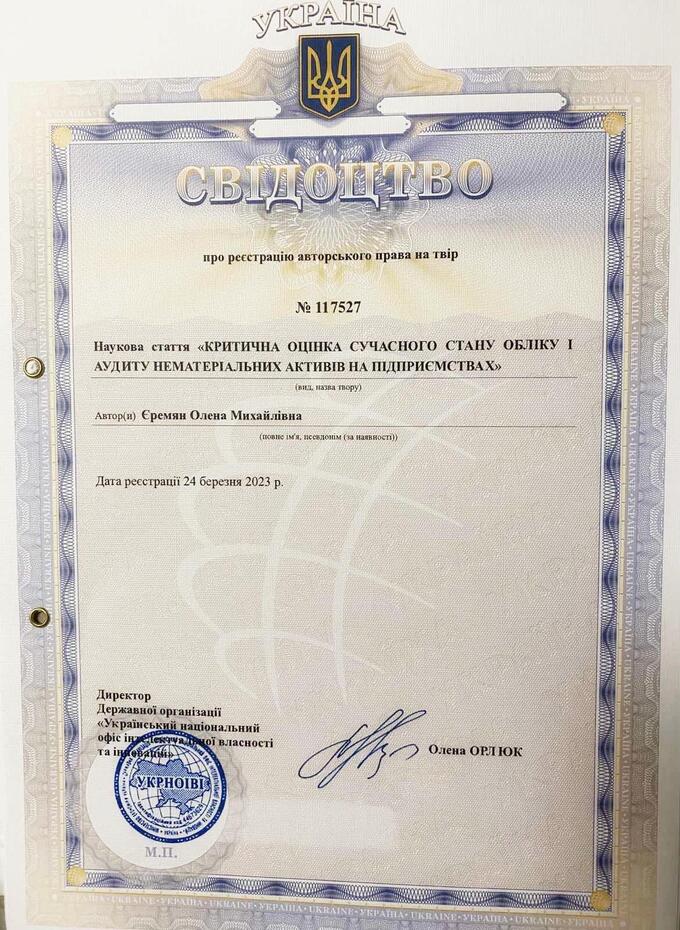 УКРАЇНА
СВІДОЦТВО
про реєстрацію авторського права на твір
№ 117527
Наукова стаття «КРИТИЧНА ОЦІНКА СУЧАСНОГО СТАНУ ОБЛІКУ І
АУДИТУ НЕМАТЕРІАЛЬНИХ АКТИВІВ НА ПІДПРИЄМСТВАХ»
(вид, назва твору)
Автор(и) Єремян Олена Михайлівна
(повне ім'я, псевдонім (за наявності))
Дата реєстрації 24 березня 2023 р.
Директор
Державної організації
«Український національний
офіс інтелектуальної власності
та інновацій»
Олена ОРЛЮК
УКРНОІВІ
М.П.